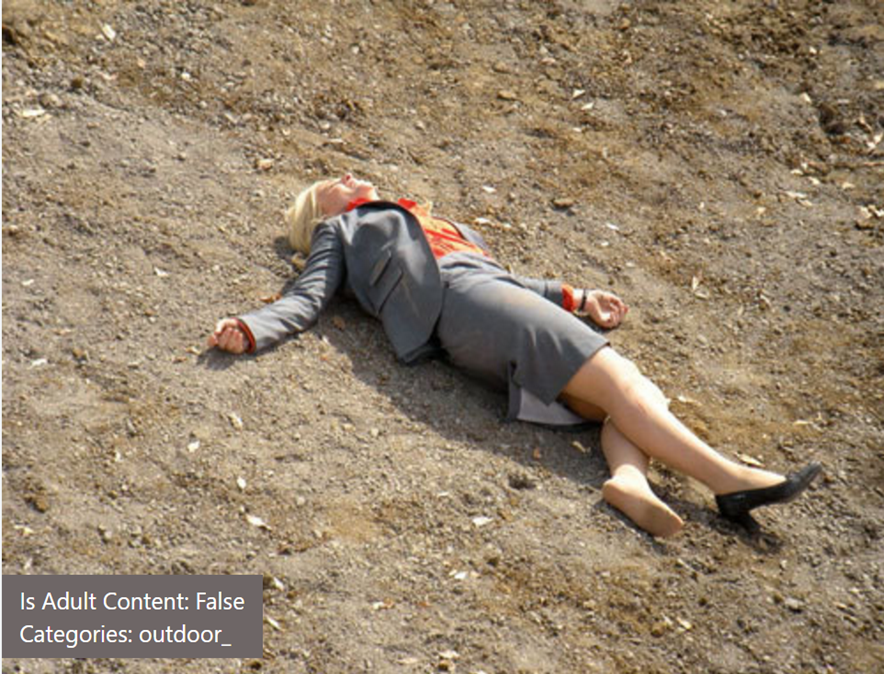 Is Adult Content: False
Categories: outdoor_